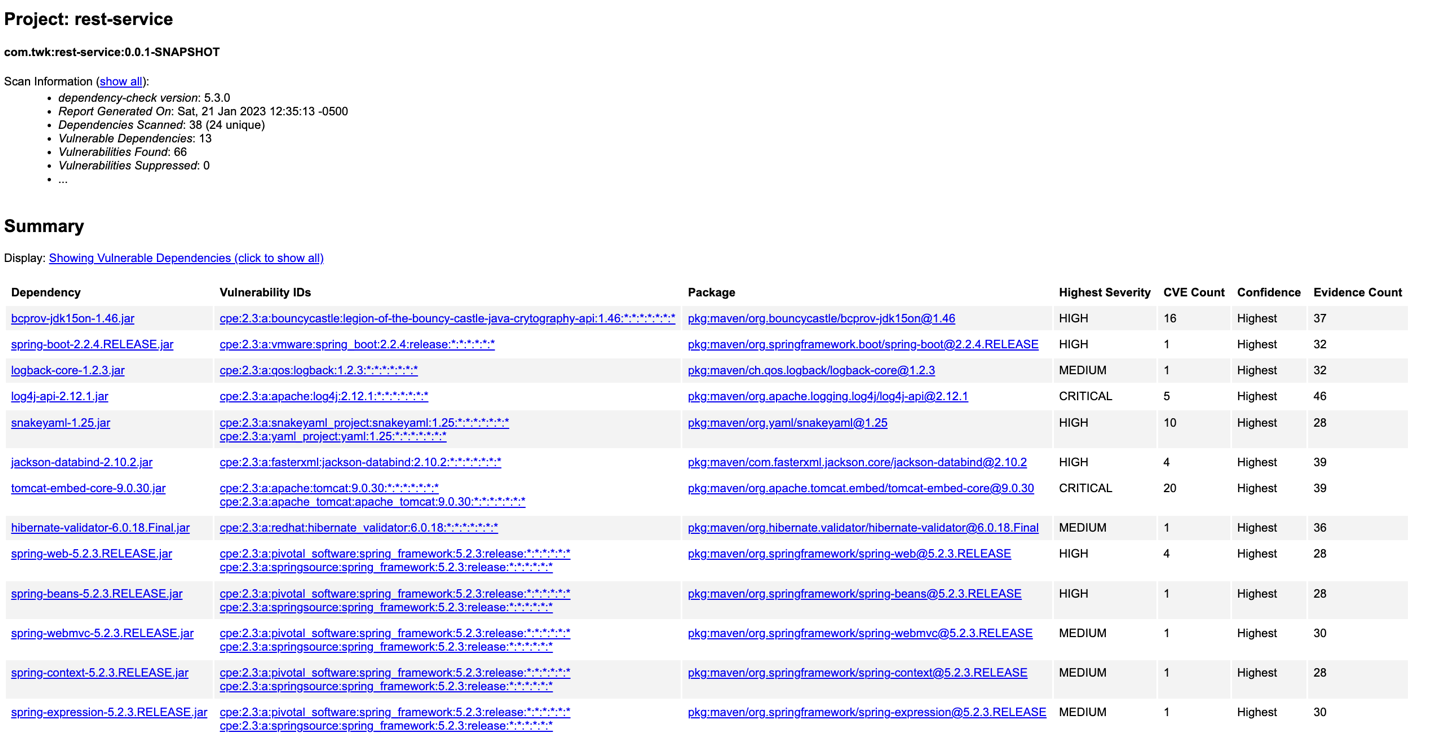 Project: rest-service
com.twk:rest-service:0.0.1-SNAPSHOT
Scan Information (show all):
• dependency-check version: 5.3.0
• Report Generated On: Sat, 21 Jan 2023 12:35:13 -0500
• Dependencies Scanned: 38 (24 unique)
• Vulnerable Dependencies: 13
• Vulnerabilities Found: 66
• Vulnerabilities Suppressed: 0
• ...
Summary
Display: Showing Vulnerable Dependencies (click to show all)
Dependency Vulnerability IDs Package Highest Severity CVE Count Confidence Evidence Count
bcprov-jdk15on-1.46.jar cpe:2.3:a:bouncycastle:legion-of-the-bouncy-castle-java-crytography-api:1.46:*:*:*:*:*:*:* pkg:maven/org.bouncycastle/bcprov-jdk15on@1.46 HIGH 16 Highest 37
spring-boot-2.2.4.RELEASE.jar cpe:2.3:a:vmware:spring_boot:2.2.4:release:*:*:*:*:*:* pkg:maven/org.springframework.boot/spring-boot@2.2.4.RELEASE HIGH 1 Highest 32
logback-core-1.2.3.jar cpe:2.3:a:qos:logback:1.2.3:*:*:*:*:*:*:* pkg:maven/ch.qos.logback/logback-core@1.2.3 MEDIUM 1 Highest 32
log4j-api-2.12.1.jar cpe:2.3:a:apache:log4j:2.12.1:*:*:*:*:*:*:* pkg:maven/org.apache.logging.log4j/log4j-api@2.12.1 CRITICAL 5 Highest 46
snakeyaml-1.25.jar cpe:2.3:a:snakeyaml_project:snakeyaml:1.25:*:*:*:*:*:*:* pkg:maven/org.yaml/snakeyaml@1.25 HIGH 10 Highest 28
cpe:2.3:a:yaml_project:yaml:1.25:*:*:*:*:*:*:*
jackson-databind-2.10.2.jar cpe:2.3:a:fasterxml:jackson-databind:2.10.2:*:*:*:*:*:*:* pkg:maven/com.fasterxml.jackson.core/jackson-databind@2.10.2 HIGH 4 Highest 39
tomcat-embed-core-9.0.30.jar cpe:2.3:a:apache:tomcat:9.0.30:*:*:*:*:*:*:* pkg:maven/org.apache.tomcat.embed/tomcat-embed-core@9.0.30 CRITICAL 20 Highest 39
cpe:2.3:a:apache_tomcat:apache_tomcat:9.0.30:*:*:*:*:*:*:*
hibernate-validator-6.0.18.Final.jar cpe:2.3:a:redhat:hibernate_validator:6.0.18:*:*:*:*:*:*:* pkg:maven/org.hibernate.validator/hibernate-validator@6.0.18.Final MEDIUM 1 Highest 36
spring-web-5.2.3.RELEASE.jar cpe:2.3:a:pivotal_software:spring_framework:5.2.3:release:*:*:*:*:*:* pkg:maven/org.springframework/spring-web@5.2.3.RELEASE HIGH 4 Highest 28
cpe:2.3:a:springsource:spring_framework:5.2.3:release:*:*:*:*:*:*
spring-beans-5.2.3.RELEASE.jar cpe:2.3:a:pivotal_software:spring_framework:5.2.3:release:*:*:*:*:*:* pkg:maven/org.springframework/spring-beans@5.2.3.RELEASE HIGH 1 Highest 28
cpe:2.3:a:springsource:spring_framework:5.2.3:release:*:*:*:*:*:*
spring-webmvc-5.2.3.RELEASE.jar cpe:2.3:a:pivotal_software:spring_framework:5.2.3:release:*:*:*:*:*:* pkg:maven/org.springframework/spring-webmvc@5.2.3.RELEASE MEDIUM 1 Highest 30
cpe:2.3:a:springsource:spring_framework:5.2.3:release:*:*:*:*:*:*
spring-context-5.2.3.RELEASE.jar cpe:2.3:a:pivotal_software:spring_framework:5.2.3:release:*:*:*:*:*:* pkg:maven/org.springframework/spring-context@5.2.3.RELEASE MEDIUM 1 Highest 28
cpe:2.3:a:springsource:spring_framework:5.2.3:release:*:*:*:*:*:*
spring-expression-5.2.3.RELEASE.jar cpe:2.3:a:pivotal_software:spring_framework:5.2.3:release:*:*:*:*:*:* pkg:maven/org.springframework/spring-expression@5.2.3.RELEASE MEDIUM 1 Highest 30
cpe:2.3:a:springsource:spring_framework:5.2.3:release:*:*:*:*:*:*